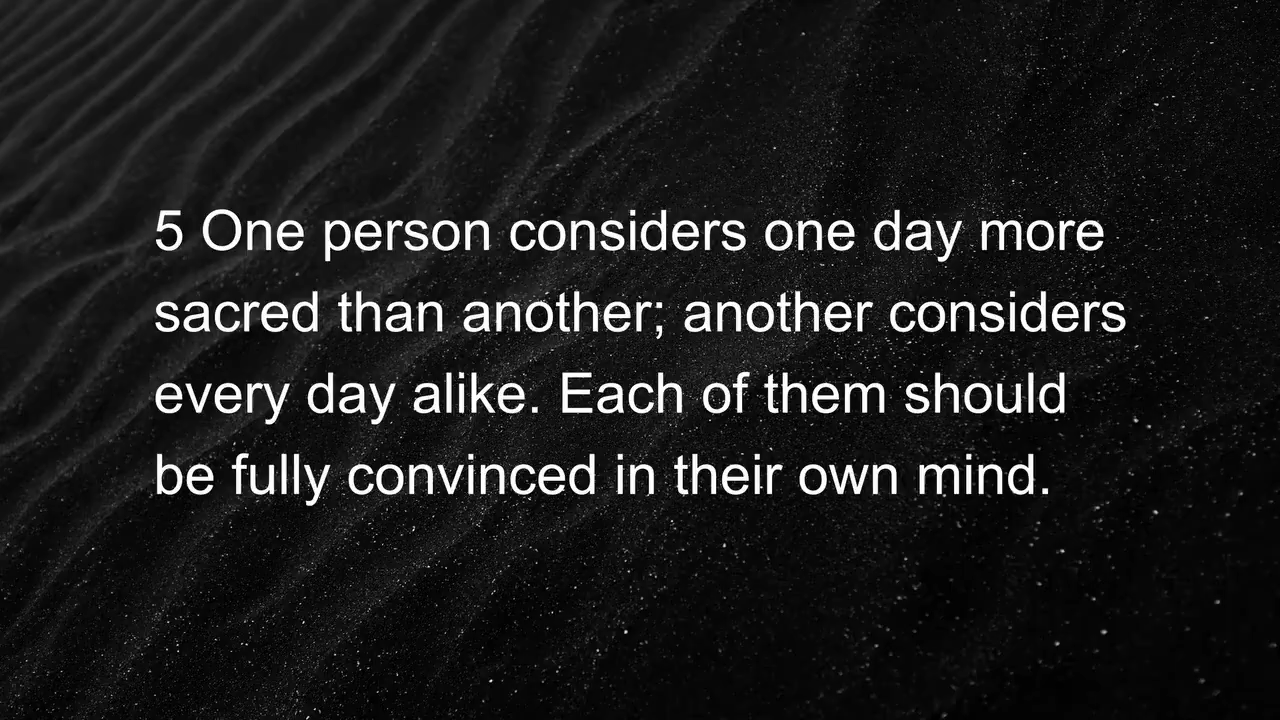 5 One person considers one day more
sacred than another; another considers
every day alike. Each of them should
be fully convinced in their own mind.